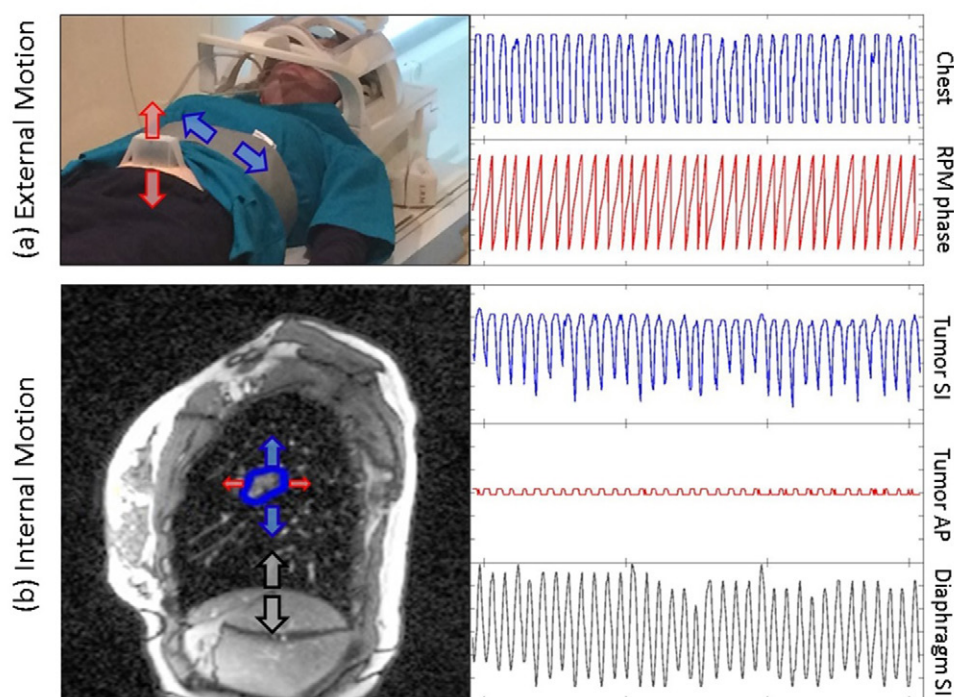 (a) External Motion
Chest
RPM phase
(b) Internal Motion
Tumor SI
Tumor AP
Diaphragm SI